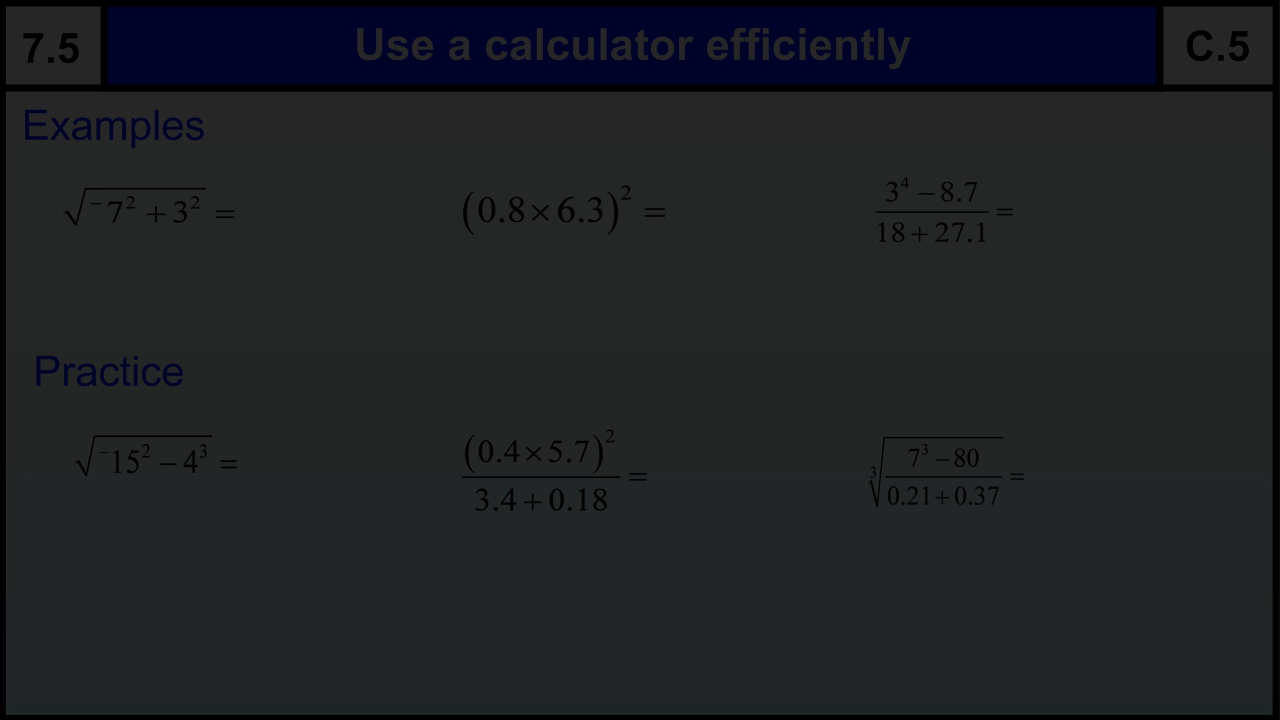 7.5 Use a calculator efficiently C.5
Examples
√(⁻7² + 3²) =
(0.8 × 6.3)² =
(3⁴ − 8.7)/(18 + 27.1) =
Practice
√(⁻15² − 4³) =
(0.4 × 5.7)²/(3.4 + 0.18) =
∛((7³ − 80)/(0.21 + 0.37)) =